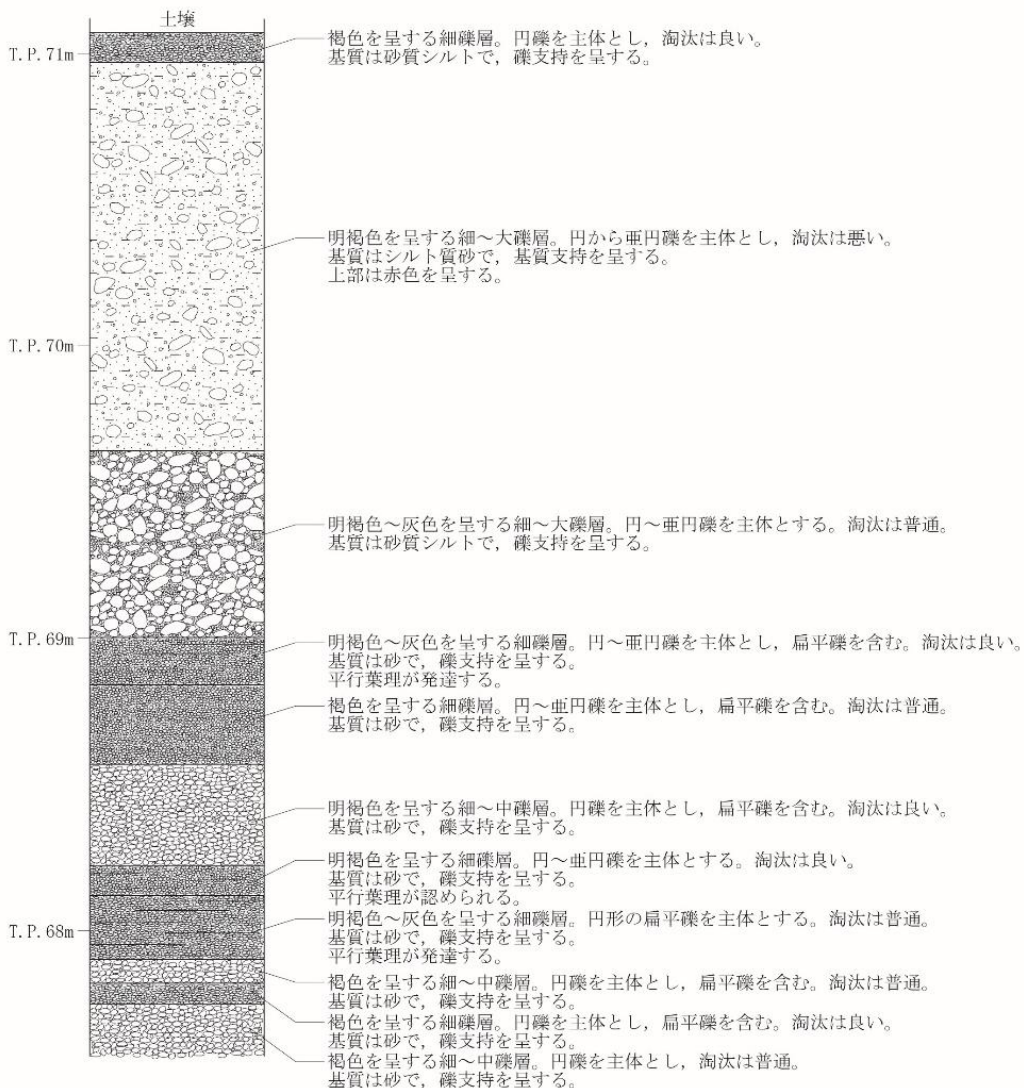 土壌
褐色を呈する細礫層。円礫を主体とし，淘汰は良い。
T.P.71m
基質は砂質シルトで，礫支持を呈する。
明褐色を呈する細～大礫層。円から亜円礫を主体とし，淘汰は悪い。
基質はシルト質砂で，基質支持を呈する。
上部は赤色を呈する。
T.P.70m
明褐色～灰色を呈する細～大礫層。円～亜円礫を主体とする。淘汰は普通。
基質は砂質シルトで，礫支持を呈する。
T.P.69m
明褐色～灰色を呈する細礫層。円～亜円礫を主体とし，扁平礫を含む。淘汰は良い。
基質は砂で，礫支持を呈する。
平行葉理が発達する。
褐色を呈する細礫層。円～亜円礫を主体とし，扁平礫を含む。淘汰は普通。
基質は砂で，礫支持を呈する。
明褐色を呈する細～中礫層。円礫を主体とし，扁平礫を含む。淘汰は良い。
基質は砂で，礫支持を呈する。
明褐色を呈する細礫層。円～亜円礫を主体とする。淘汰は良い。
基質は砂で，礫支持を呈する。
平行葉理が認められる。
T.P.68m
明褐色～灰色を呈する細礫層。円形の扁平礫を主体とする。淘汰は普通。
基質は砂で，礫支持を呈する。
平行葉理が発達する。
褐色を呈する細～中礫層。円礫を主体とし，扁平礫を含む。淘汰は普通。
基質は砂で，礫支持を呈する。
褐色を呈する細礫層。円礫を主体とし，扁平礫を含む。淘汰は良い。
基質は砂で，礫支持を呈する。
褐色を呈する細～中礫層。円礫を主体とし，淘汰は普通。
基質は砂で，礫支持を呈する。